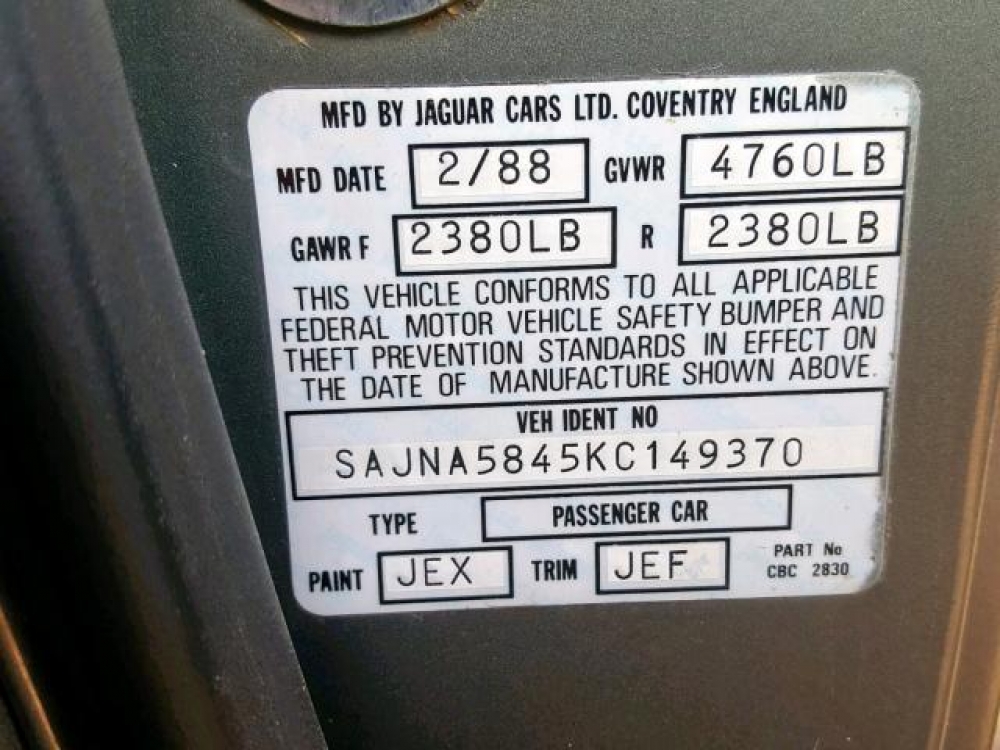 MFD BY JAGUAR CARS LTD. COVENTRY ENGLAND
MFD DATE 2/88 GVWR 4760LB
GAWR F 2380LB R 2380LB
THIS VEHICLE CONFORMS TO ALL APPLICABLE
FEDERAL MOTOR VEHICLE SAFETY BUMPER AND
THEFT PREVENTION STANDARDS IN EFFECT ON
THE DATE OF MANUFACTURE SHOWN ABOVE.
VEH IDENT NO
SAJNA5845KC149370
TYPE PASSENGER CAR
PAINT JEX TRIM JEF PART No
CBC 2830